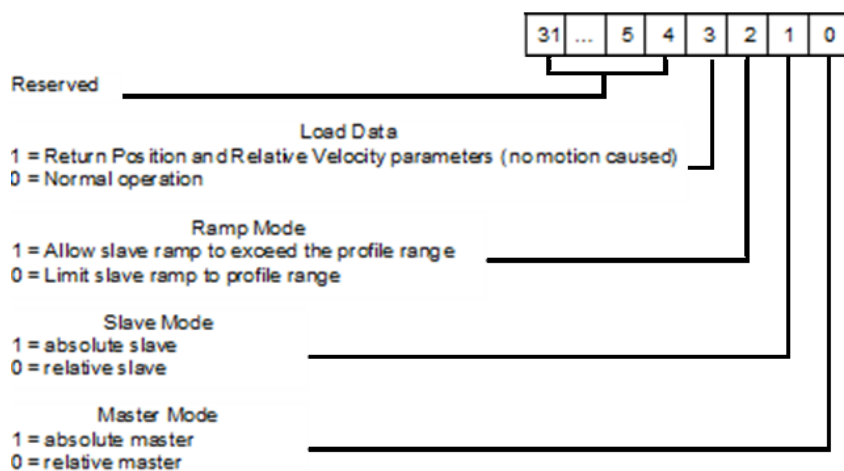 31 ... 5 4 3 2 1 0
Reserved
Load Data
1 = Return Position and Relative Velocity parameters (no motion caused)
0 = Normal operation
Ramp Mode
1 = Allow slave ramp to exceed the profile range
0 = Limit slave ramp to profile range
Slave Mode
1 = absolute slave
0 = relative slave
Master Mode
1 = absolute master
0 = relative master